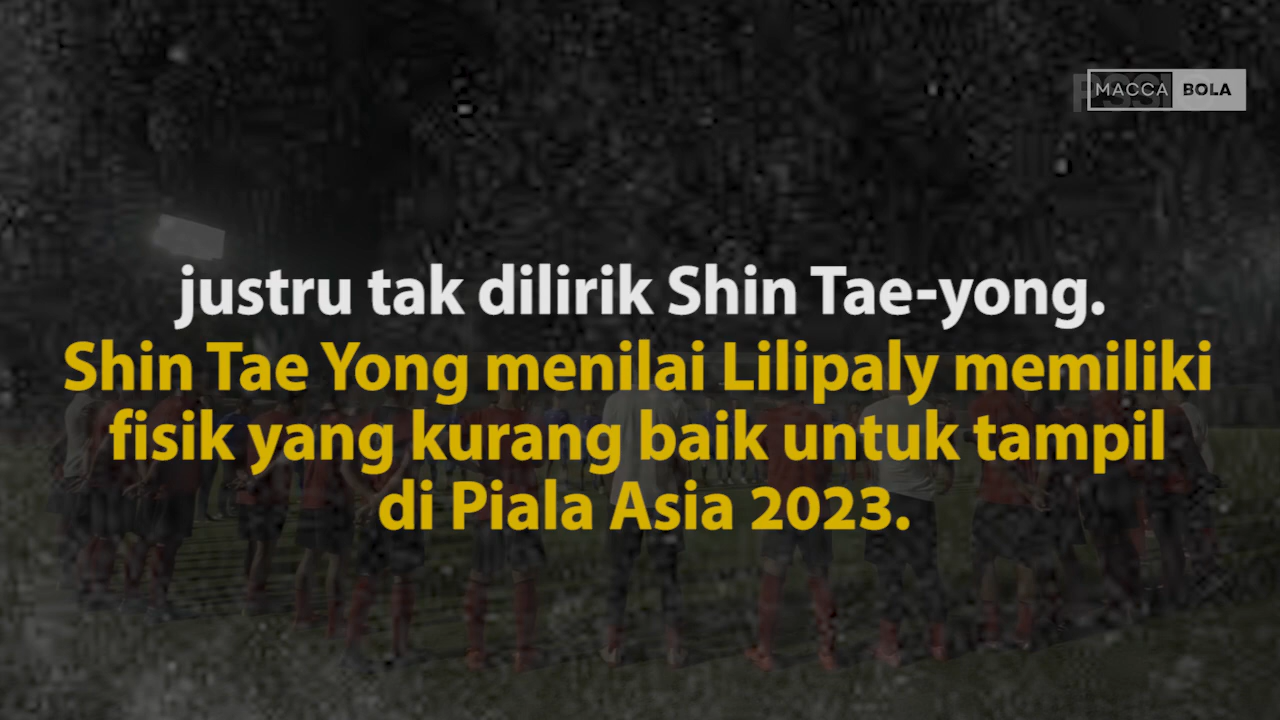 MACCA BOLA
justru tak dilirik Shin Tae-yong.
Shin Tae Yong menilai Lilipaly memiliki
fisik yang kurang baik untuk tampil
di Piala Asia 2023.